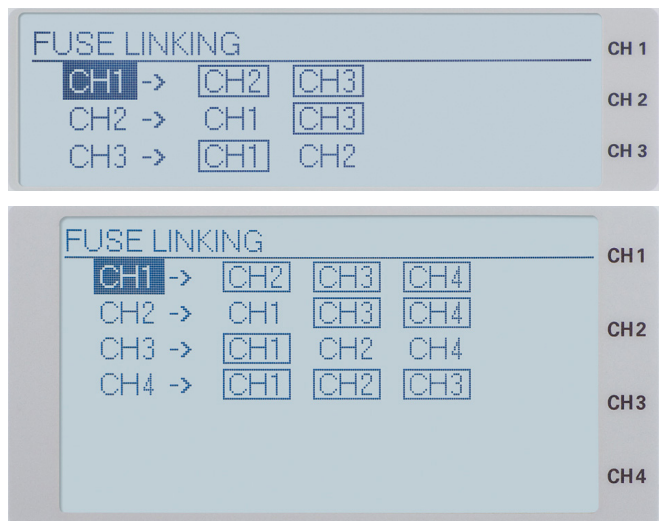 FUSE LINKING
CH1 -> CH2 CH3
CH2 -> CH1 CH3
CH3 -> CH1 CH2
CH 1
CH 2
CH 3
FUSE LINKING
CH1 -> CH2 CH3 CH4
CH2 -> CH1 CH3 CH4
CH3 -> CH1 CH2 CH4
CH4 -> CH1 CH2 CH3
CH1
CH2
CH3
CH4